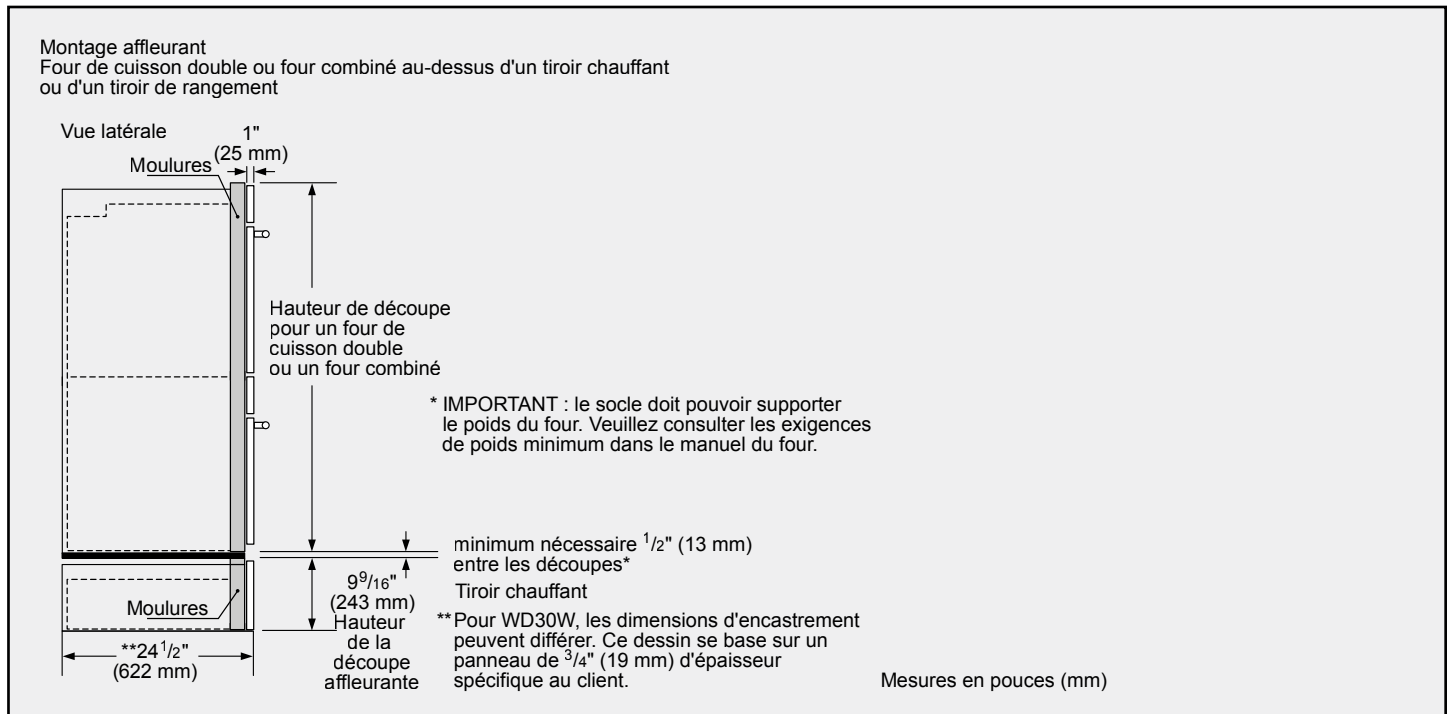 Montage affleurant
Four de cuisson double ou four combiné au-dessus d'un tiroir chauffant
ou d'un tiroir de rangement
Vue latérale
1"
(25 mm)
Moulures
Hauteur de découpe
pour un four de
cuisson double
ou un four combiné
* IMPORTANT : le socle doit pouvoir supporter
le poids du four. Veuillez consulter les exigences
de poids minimum dans le manuel du four.
minimum nécessaire 1/2" (13 mm)
entre les découpes*
Tiroir chauffant
9 9/16"
(243 mm)
Hauteur
de la
découpe
affleurante
Moulures
**24 1/2"
(622 mm)
**Pour WD30W, les dimensions d'encastrement
peuvent différer. Ce dessin se base sur un
panneau de 3/4" (19 mm) d'épaisseur
spécifique au client.
Mesures en pouces (mm)